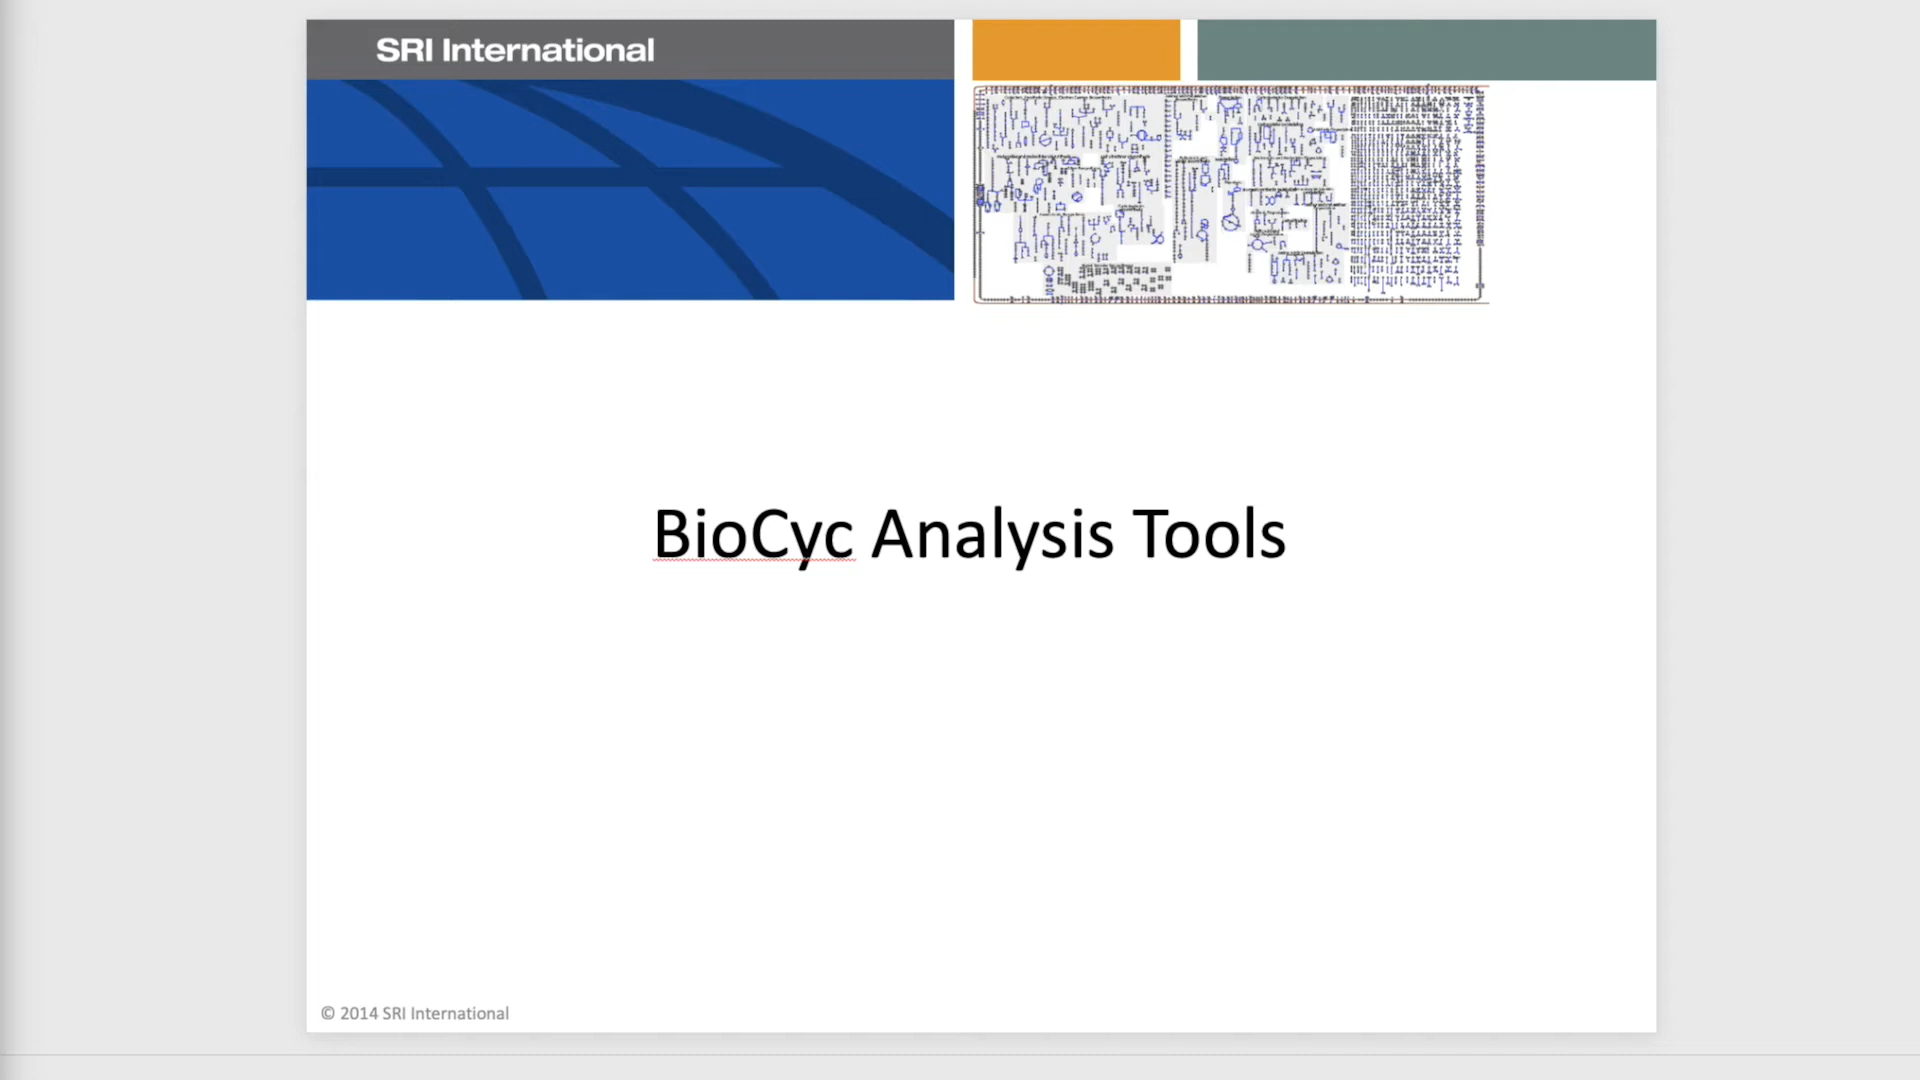 SRI International
BioCyc Analysis Tools
© 2014 SRI International